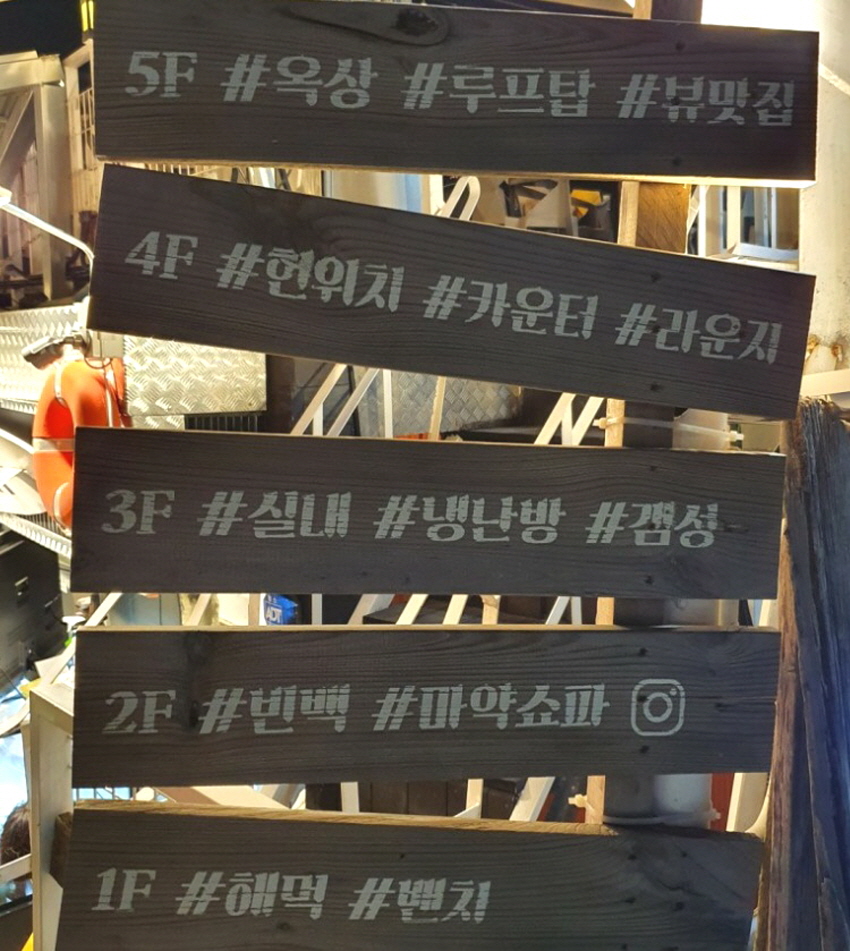 5F #옥상 #루프탑 #뷰맛집
4F #현위치 #카운터 #라운지
3F #실내 #냉난방 #갬성
2F #빈백 #마약쇼파
ADT
1F #해먹 #벤치